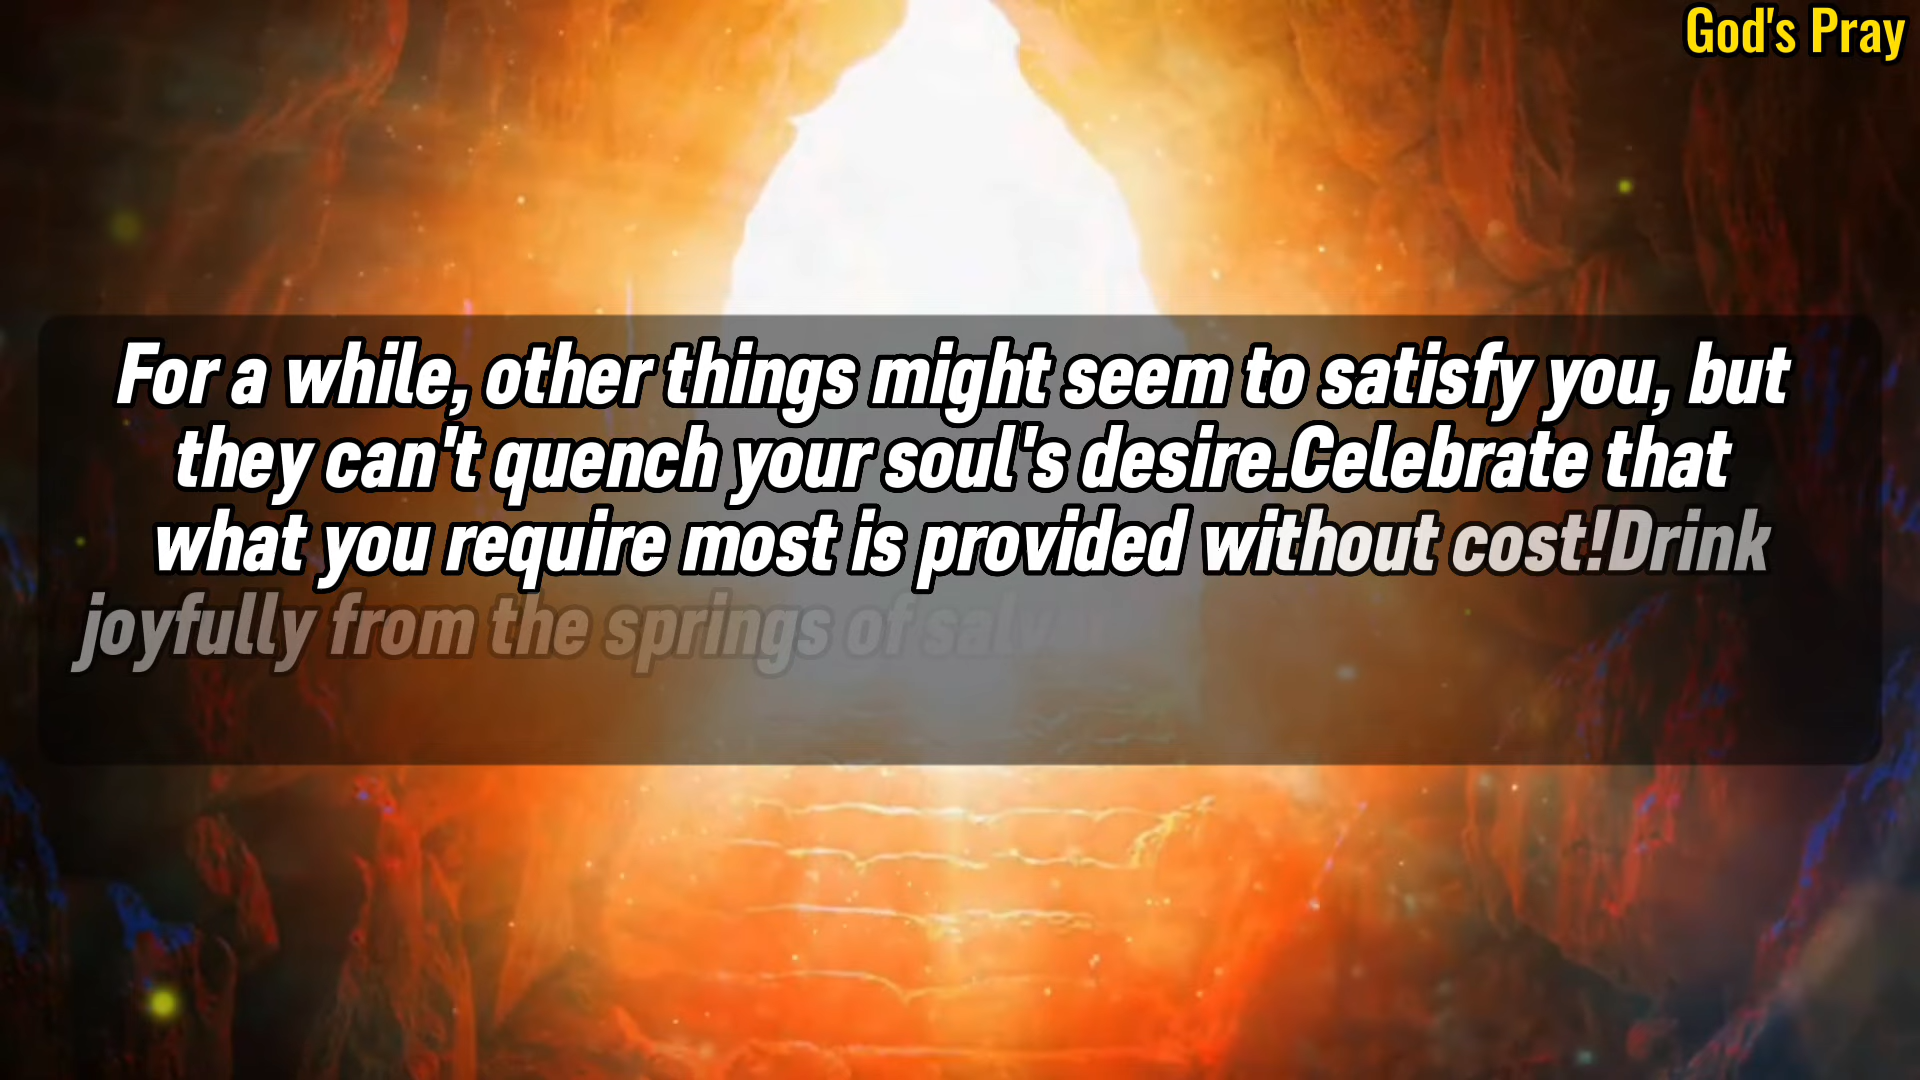 God's Pray
For a while, other things might seem to satisfy you, but
they can't quench your soul's desire.Celebrate that
what you require most is provided without cost!Drink
joyfully from the springs of